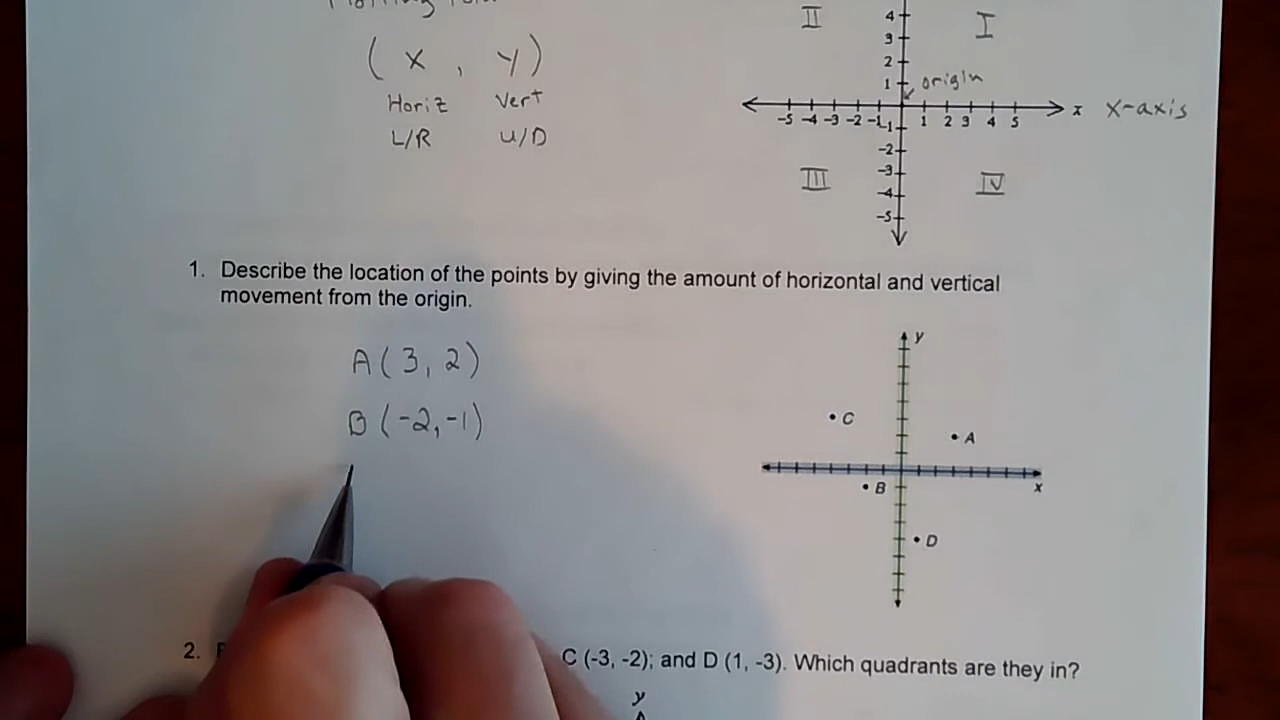 II
I
4
3
2
1
origin
( x , y )
Horiz Vert
L/R U/D
-5 -4 -3 -2 -1 1 2 3 4 5 x x-axis
-1
-2
-3
-4
-5
III
IV
1. Describe the location of the points by giving the amount of horizontal and vertical
movement from the origin.
A ( 3 , 2 )
B ( -2, -1 )
y
C
A
B
x
D
2.
C (-3, -2); and D (1, -3). Which quadrants are they in?
y